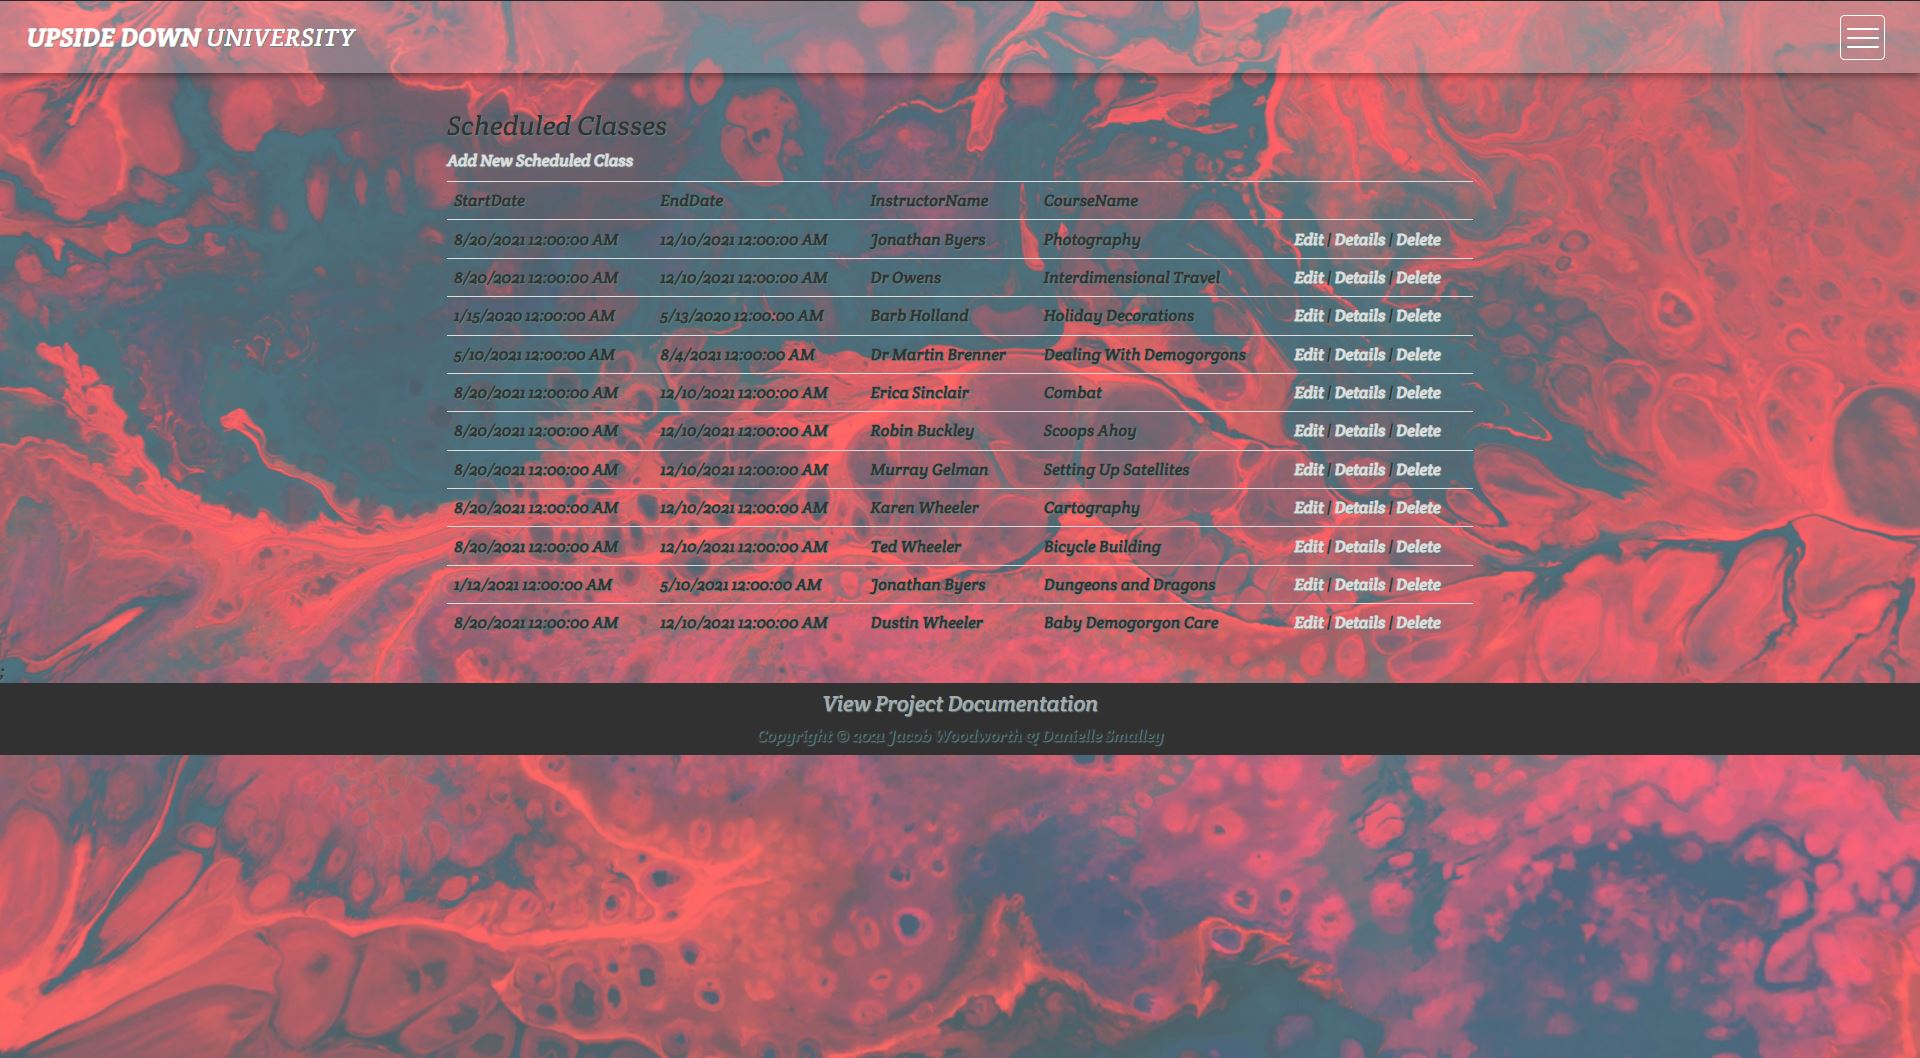 UPSIDE DOWN UNIVERSITY
Scheduled Classes
Add New Scheduled Class
StartDate EndDate InstructorName CourseName
8/20/2021 12:00:00 AM 12/10/2021 12:00:00 AM Jonathan Byers Photography Edit | Details | Delete
8/20/2021 12:00:00 AM 12/10/2021 12:00:00 AM Dr Owens Interdimensional Travel Edit | Details | Delete
1/15/2020 12:00:00 AM 5/13/2020 12:00:00 AM Barb Holland Holiday Decorations Edit | Details | Delete
5/10/2021 12:00:00 AM 8/4/2021 12:00:00 AM Dr Martin Brenner Dealing With Demogorgons Edit | Details | Delete
8/20/2021 12:00:00 AM 12/10/2021 12:00:00 AM Erica Sinclair Combat Edit | Details | Delete
8/20/2021 12:00:00 AM 12/10/2021 12:00:00 AM Robin Buckley Scoops Ahoy Edit | Details | Delete
8/20/2021 12:00:00 AM 12/10/2021 12:00:00 AM Murray Gelman Setting Up Satellites Edit | Details | Delete
8/20/2021 12:00:00 AM 12/10/2021 12:00:00 AM Karen Wheeler Cartography Edit | Details | Delete
8/20/2021 12:00:00 AM 12/10/2021 12:00:00 AM Ted Wheeler Bicycle Building Edit | Details | Delete
1/12/2021 12:00:00 AM 5/10/2021 12:00:00 AM Jonathan Byers Dungeons and Dragons Edit | Details | Delete
8/20/2021 12:00:00 AM 12/10/2021 12:00:00 AM Dustin Wheeler Baby Demogorgon Care Edit | Details | Delete
;
View Project Documentation
Copyright © 2021 Jacob Woodworth & Danielle Smalley